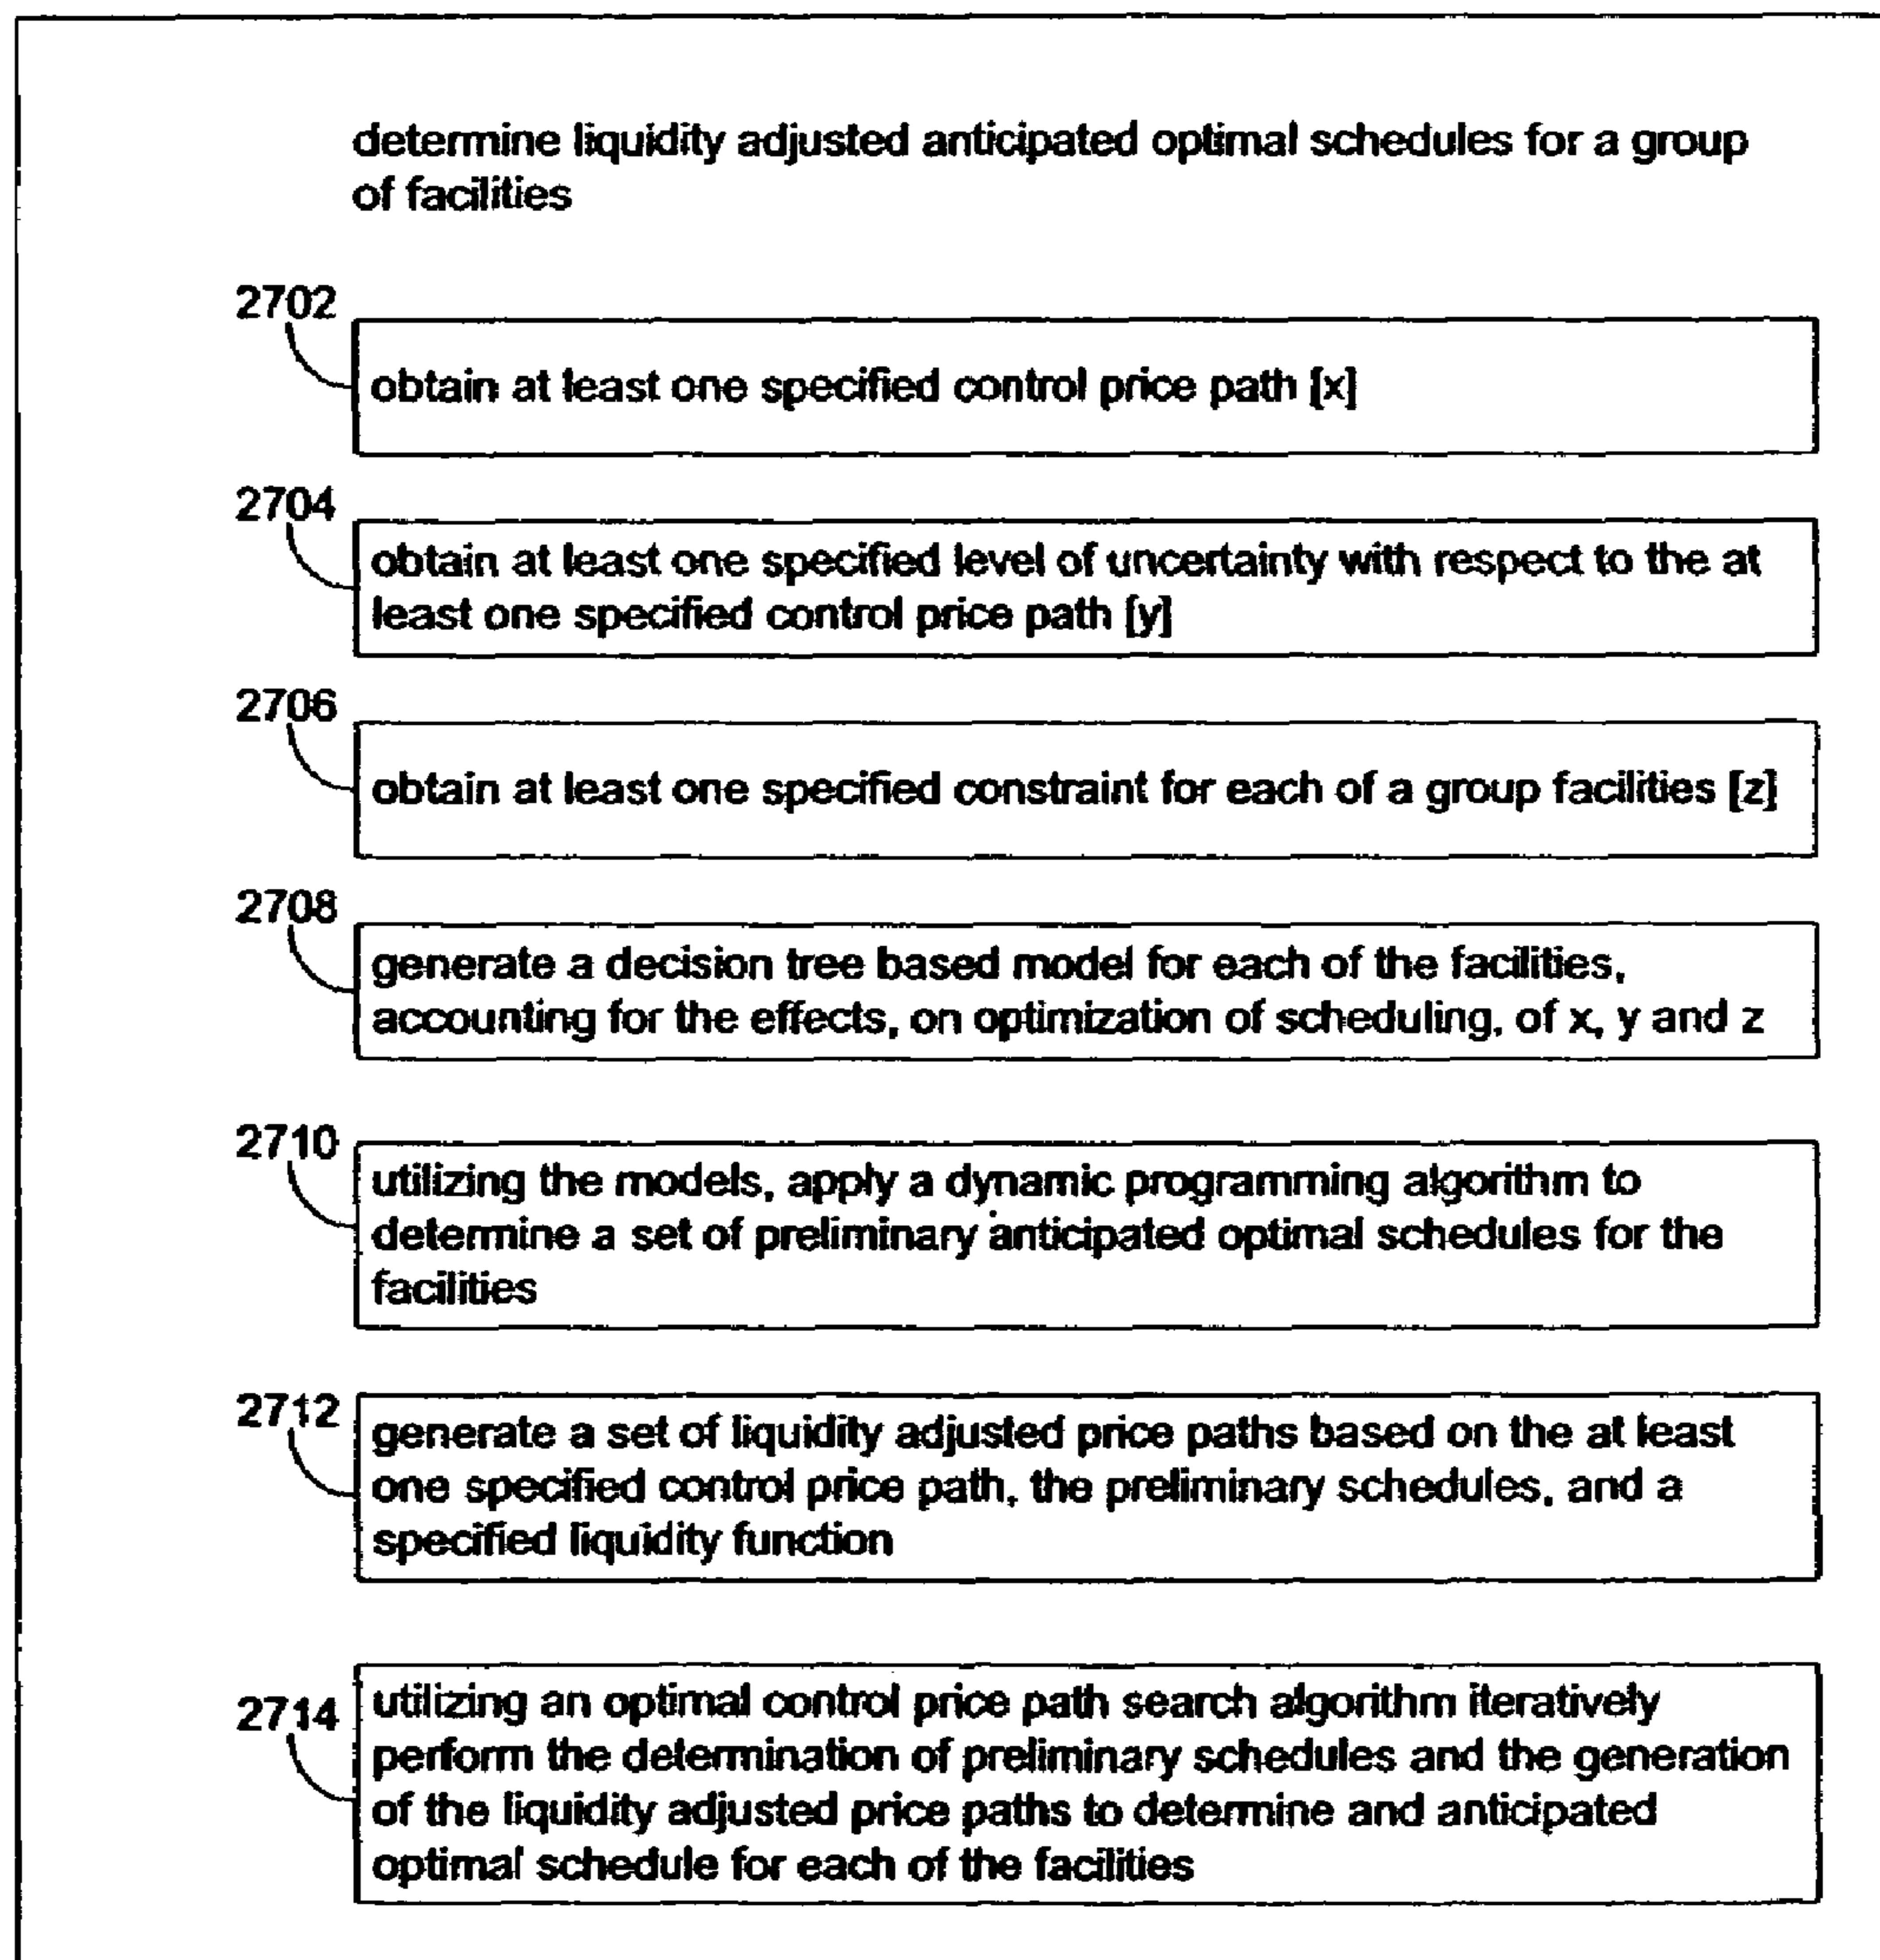 determine liquidity adjusted anticipated optimal schedules for a group
of facilities
2702
obtain at least one specified control price path [x]
2704
obtain at least one specified level of uncertainty with respect to the at
least one specified control price path [y]
2706
obtain at least one specified constraint for each of a group facilities [z]
2708
generate a decision tree based model for each of the facilities,
accounting for the effects, on optimization of scheduling, of x, y and z
2710
utilizing the models, apply a dynamic programming algorithm to
determine a set of preliminary anticipated optimal schedules for the
facilities
2712
generate a set of liquidity adjusted price paths based on the at least
one specified control price path, the preliminary schedules, and a
specified liquidity function
2714
utilizing an optimal control price path search algorithm iteratively
perform the determination of preliminary schedules and the generation
of the liquidity adjusted price paths to determine and anticipated
optimal schedule for each of the facilities